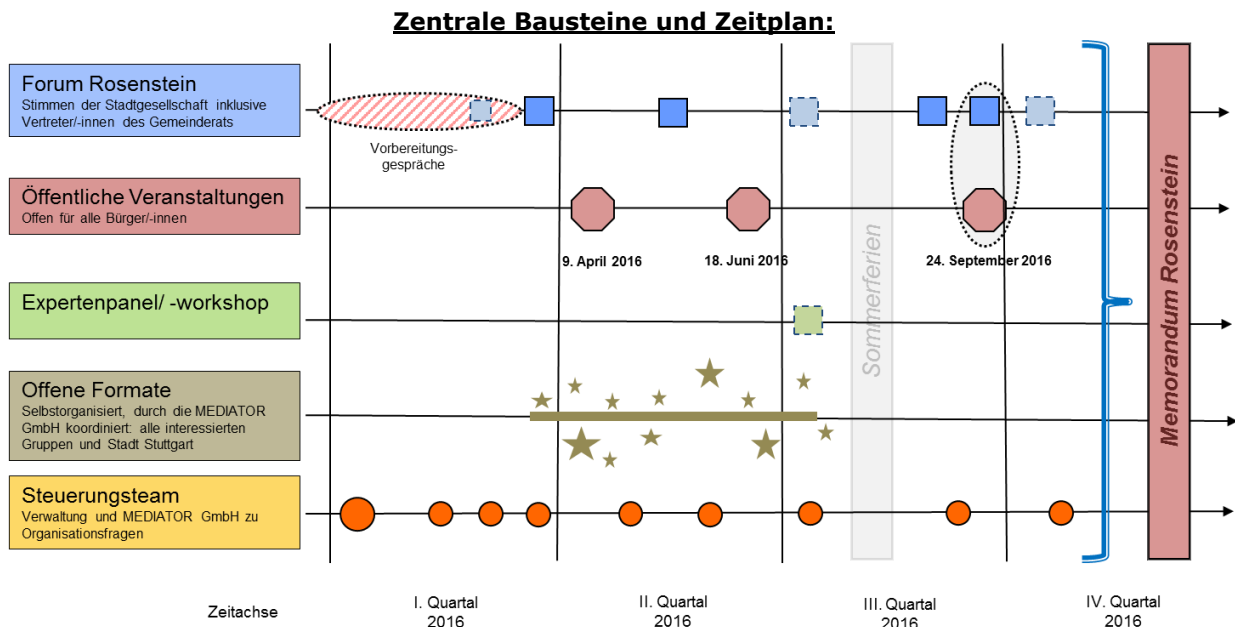 Zentrale Bausteine und Zeitplan:
Forum Rosenstein
Stimmen der Stadtgesellschaft inklusive
Vertreter/-innen des Gemeinderats
Vorbereitungs-
gespräche
Öffentliche Veranstaltungen
Offen für alle Bürger/-innen
9. April 2016
18. Juni 2016
24. September 2016
Expertenpanel/ -workshop
Offene Formate
Selbstorganisiert, durch die MEDIATOR
GmbH koordiniert: alle interessierten
Gruppen und Stadt Stuttgart
Steuerungsteam
Verwaltung und MEDIATOR GmbH zu
Organisationsfragen
Sommerferien
Memorandum Rosenstein
Zeitachse
I. Quartal
2016
II. Quartal
2016
III. Quartal
2016
IV. Quartal
2016